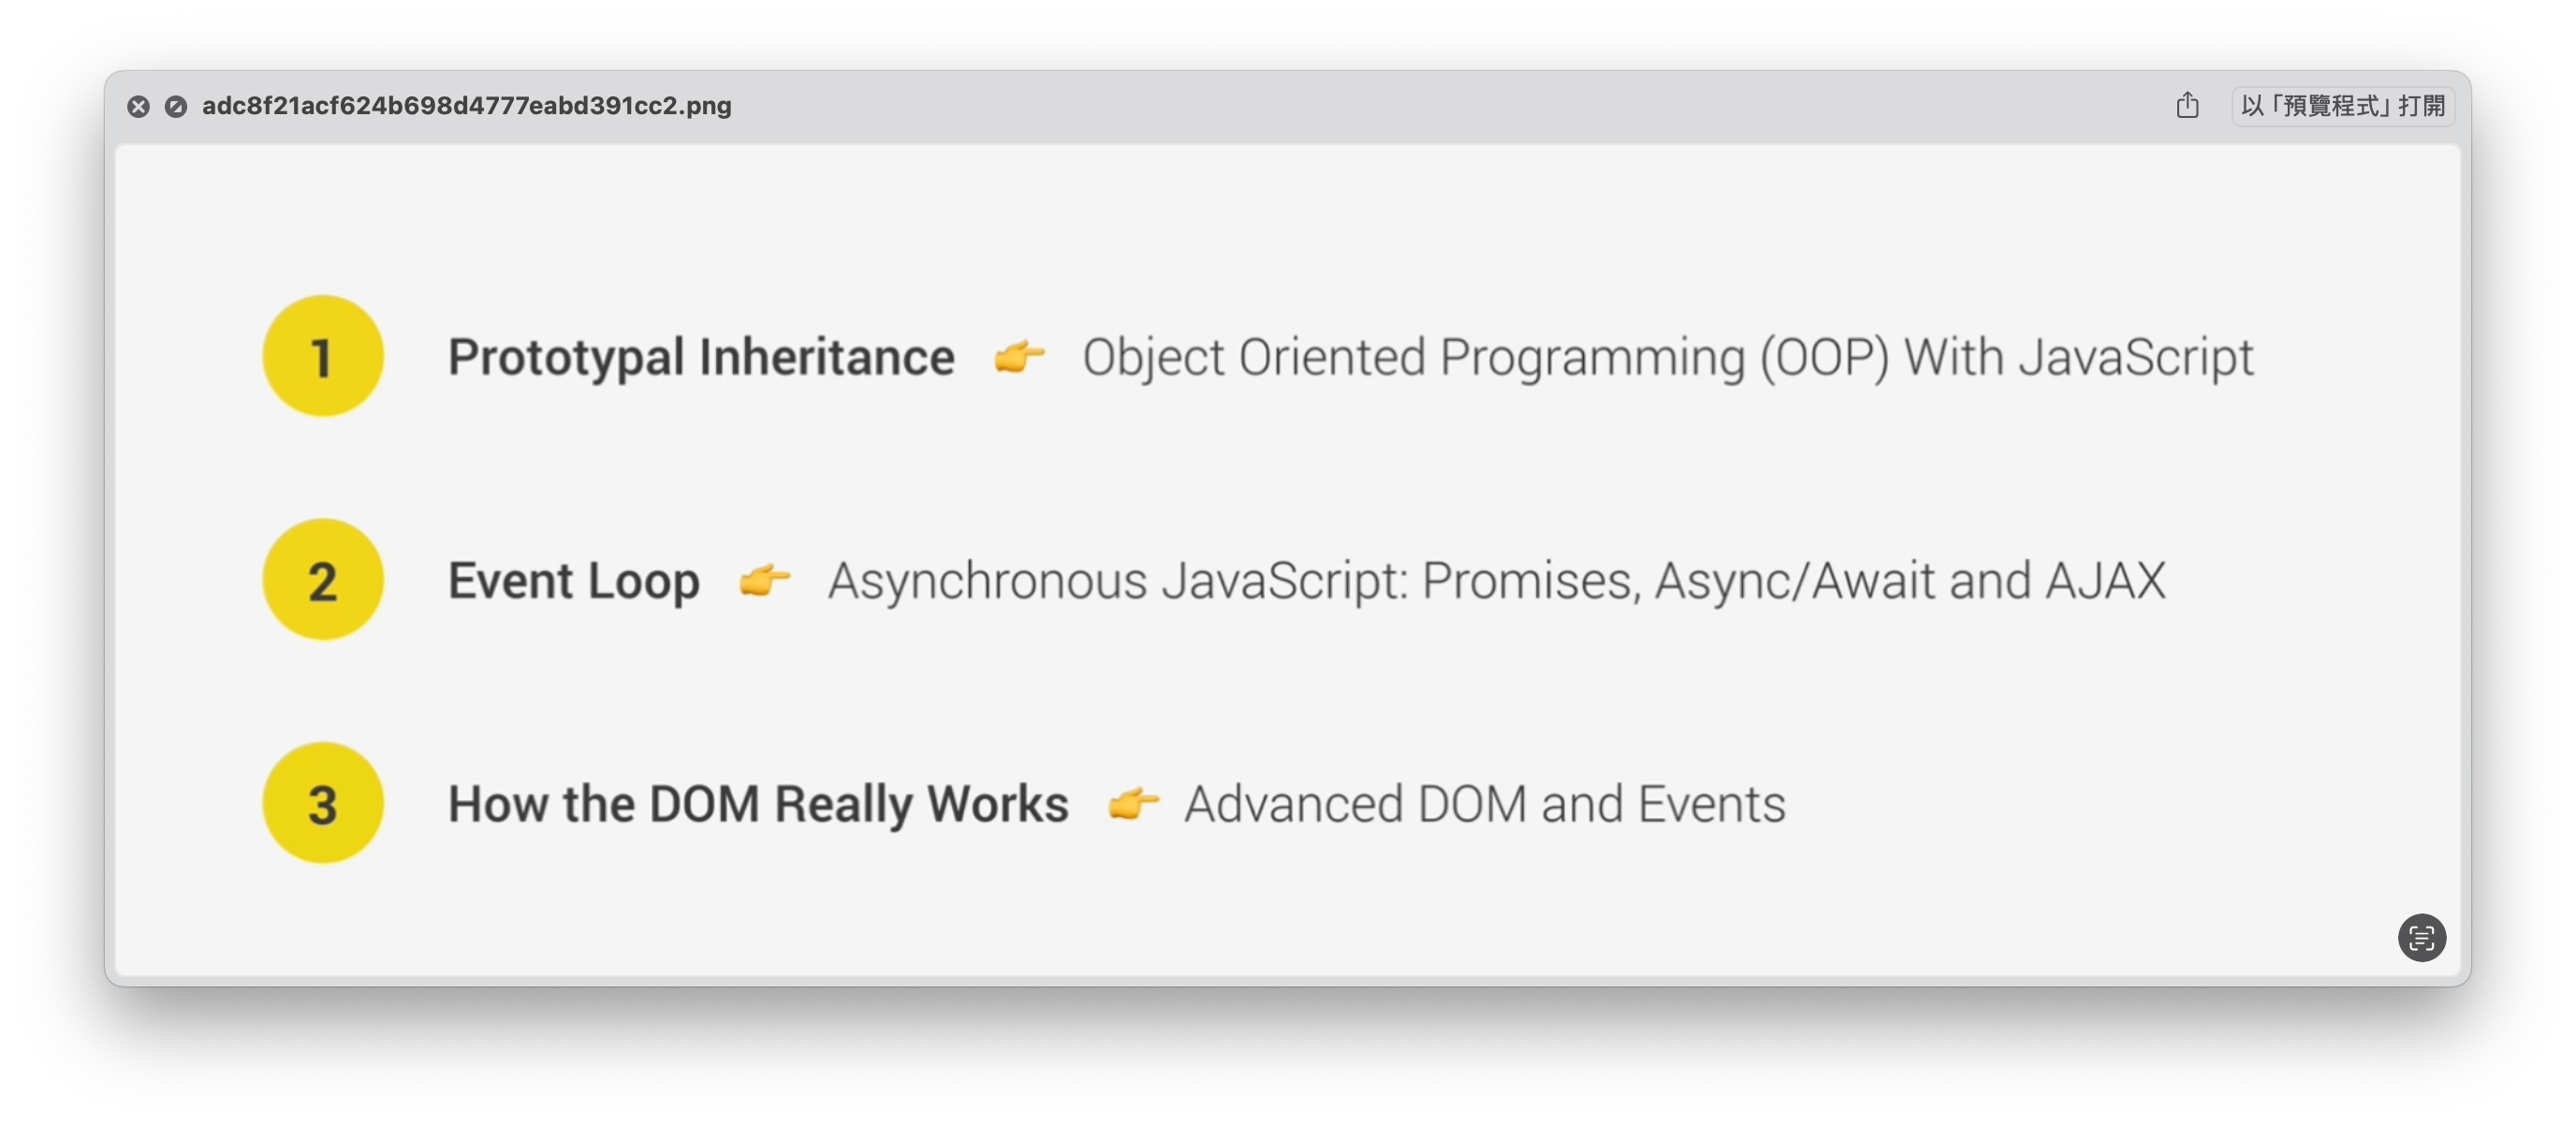 adc8f21acf624b698d4777eabd391cc2.png 以「預覽程式」打開
1 Prototypal Inheritance 👉 Object Oriented Programming (OOP) With JavaScript
2 Event Loop 👉 Asynchronous JavaScript: Promises, Async/Await and AJAX
3 How the DOM Really Works 👉 Advanced DOM and Events